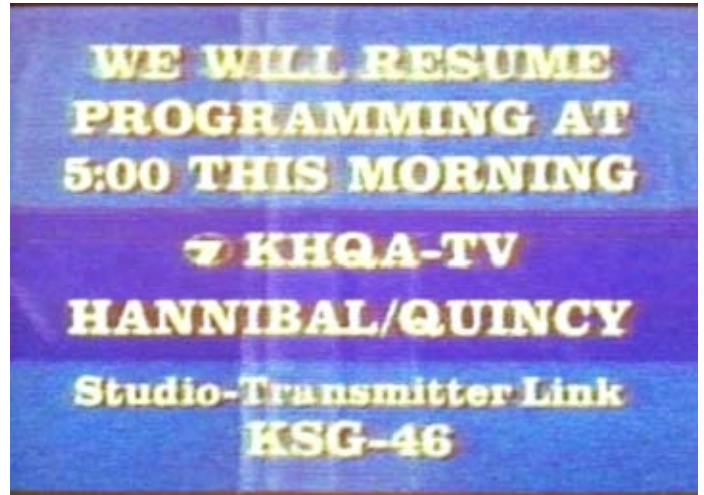 WE WILL RESUME
PROGRAMMING AT
5:00 THIS MORNING
7 KHQA-TV
HANNIBAL/QUINCY
Studio-Transmitter Link
KSG-46